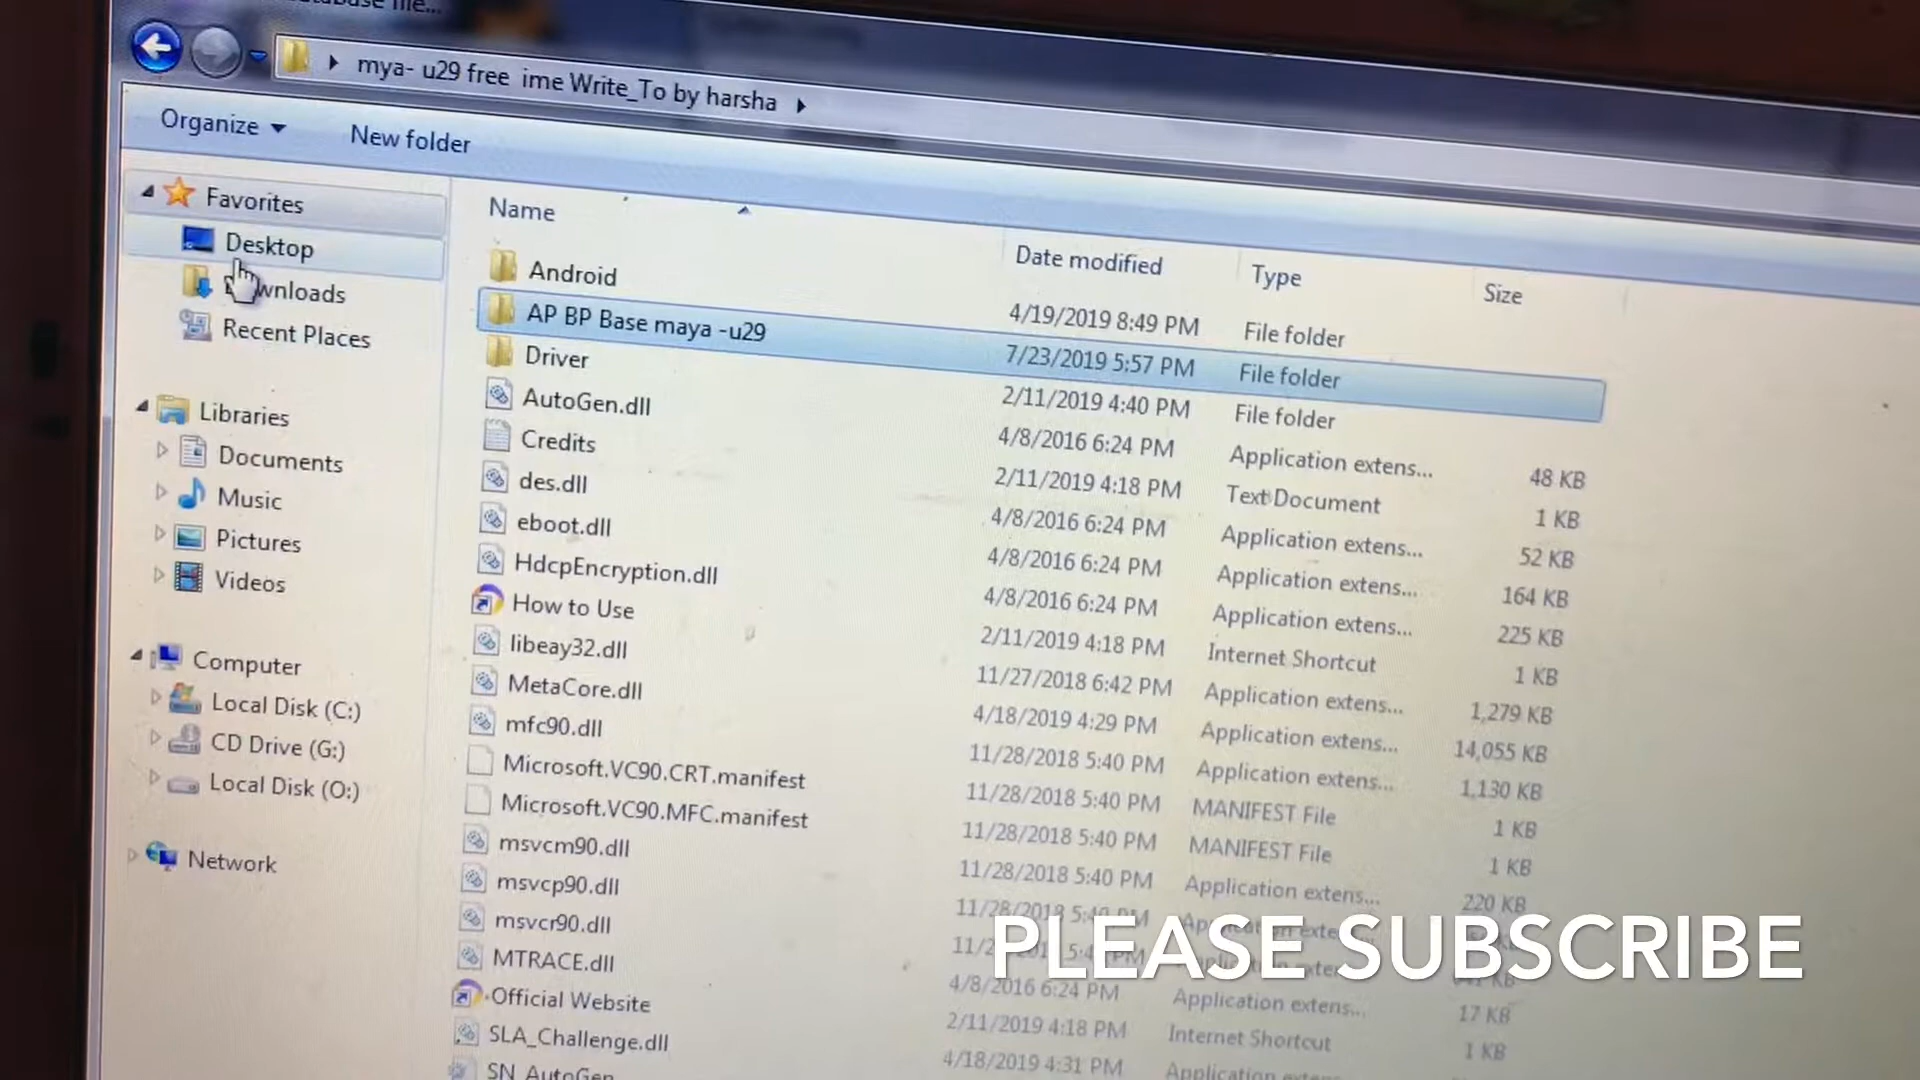 mya- u29 free ime Write_To by harsha
Organize
New folder
Favorites
Desktop
Recent Places
Libraries
Documents
Music
Pictures
Videos
Computer
Local Disk (C:)
CD Drive (G:)
Local Disk (O:)
Network
Name
Date modified
Type
Size
Android 4/19/2019 8:49 PM File folder
AP BP Base maya -u29 7/23/2019 5:57 PM File folder
Driver 2/11/2019 4:40 PM File folder
AutoGen.dll 4/8/2016 6:24 PM Application extens... 48 KB
Credits 2/11/2019 4:18 PM Text Document 1 KB
des.dll 4/8/2016 6:24 PM Application extens... 52 KB
eboot.dll 4/8/2016 6:24 PM Application extens... 164 KB
HdcpEncryption.dll 4/8/2016 6:24 PM Application extens... 225 KB
How to Use 2/11/2019 4:18 PM Internet Shortcut 1 KB
libeay32.dll 11/27/2018 6:42 PM Application extens... 1,279 KB
MetaCore.dll 4/18/2019 4:29 PM Application extens... 14,055 KB
mfc90.dll 11/28/2018 5:40 PM Application extens... 1,130 KB
Microsoft.VC90.CRT.manifest 11/28/2018 5:40 PM MANIFEST File 1 KB
Microsoft.VC90.MFC.manifest 11/28/2018 5:40 PM MANIFEST File 1 KB
msvcm90.dll 11/28/2018 5:40 PM Application extens... 220 KB
msvcp90.dll
msvcr90.dll
MTRACE.dll 4/8/2016 6:24 PM Application extens... 17 KB
Official Website 2/11/2019 4:18 PM Internet Shortcut 1 KB
SLA_Challenge.dll 4/18/2019 4:31 PM
PLEASE SUBSCRIBE